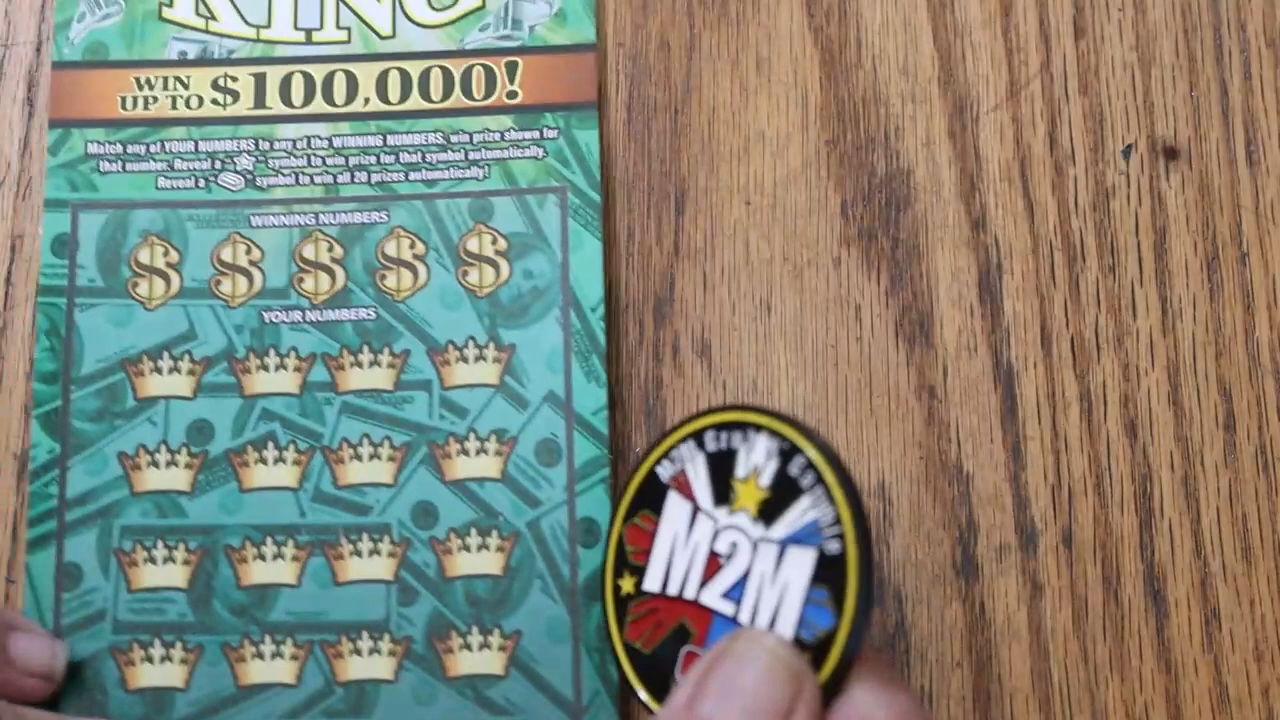 KING
WIN
UP TO $100,000!
Match any of YOUR NUMBERS to any of the WINNING NUMBERS, win prize shown for
that number. Reveal a " " symbol to win prize for that symbol automatically.
Reveal a " " symbol to win all 20 prizes automatically!
WINNING NUMBERS
$ $ $ $ $
YOUR NUMBERS
M2M